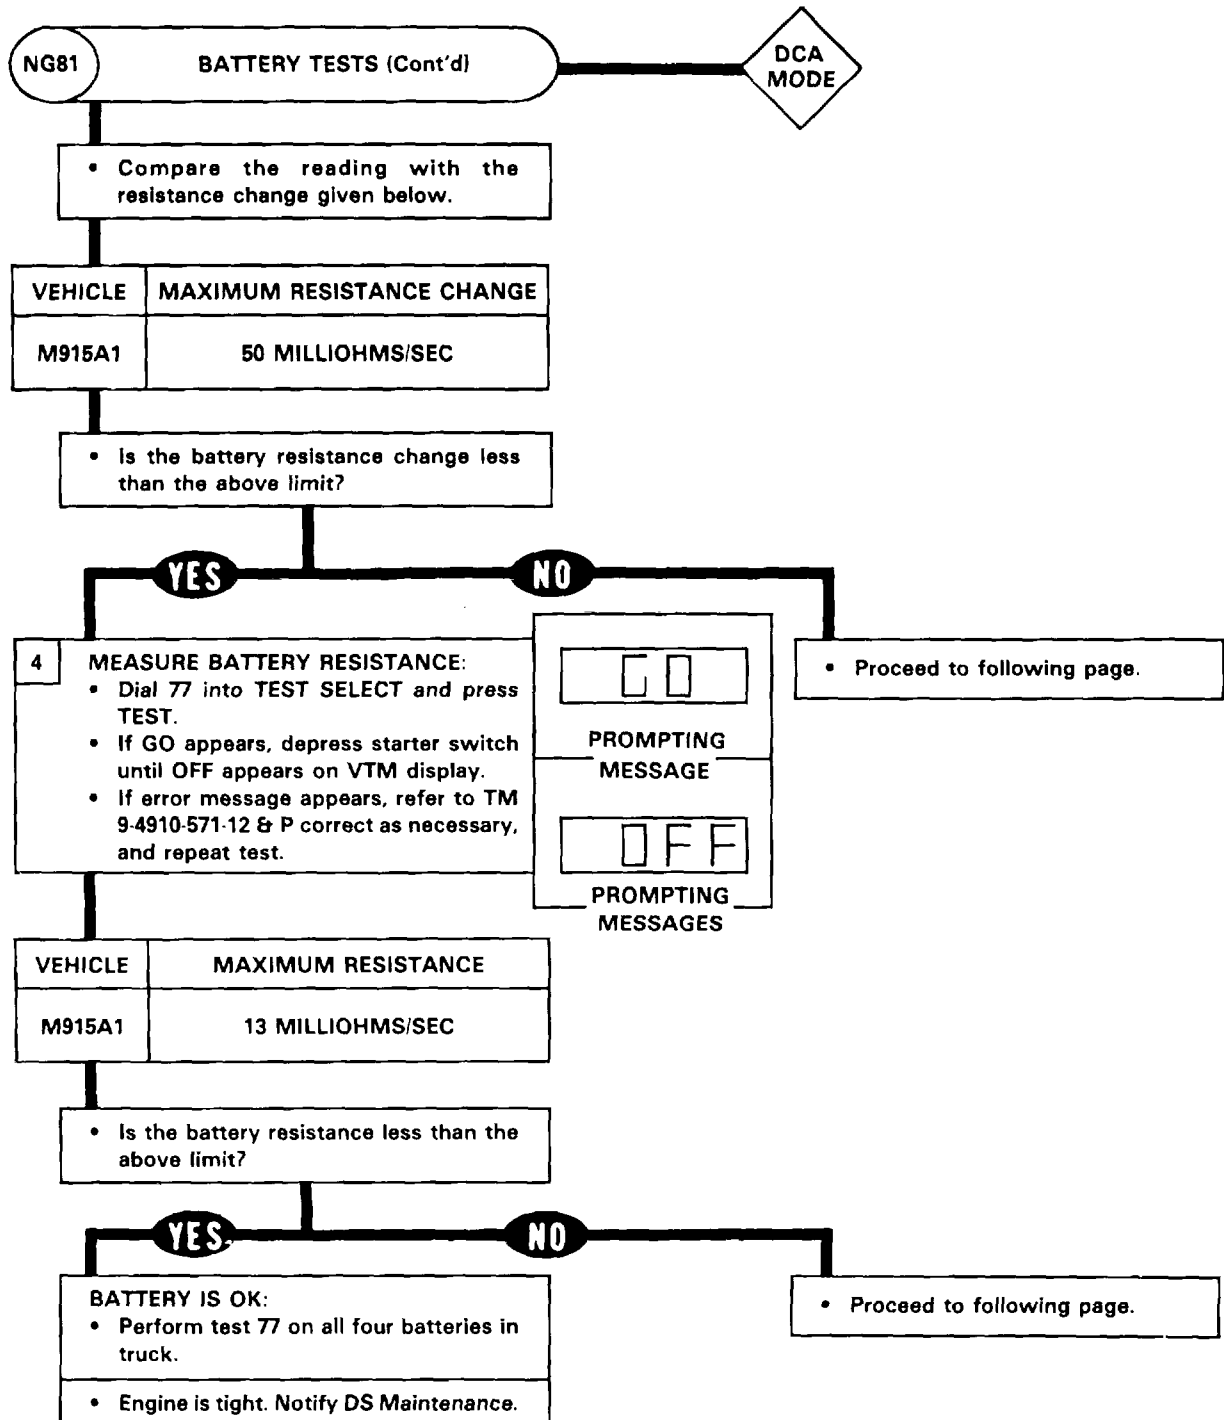 NG81
BATTERY TESTS (Cont'd)
DCA
MODE
• Compare the reading with the
resistance change given below.
VEHICLE MAXIMUM RESISTANCE CHANGE
M915A1 50 MILLIOHMS/SEC
• Is the battery resistance change less
than the above limit?
YES NO
4 MEASURE BATTERY RESISTANCE:
• Dial 77 into TEST SELECT and press
TEST.
• If GO appears, depress starter switch
until OFF appears on VTM display.
• If error message appears, refer to TM
9-4910-571-12 & P correct as necessary,
and repeat test.
GO
PROMPTING
MESSAGE
OFF
PROMPTING
MESSAGES
• Proceed to following page.
VEHICLE MAXIMUM RESISTANCE
M915A1 13 MILLIOHMS/SEC
• Is the battery resistance less than the
above limit?
YES NO
BATTERY IS OK:
• Perform test 77 on all four batteries in
truck.
• Engine is tight. Notify DS Maintenance.
• Proceed to following page.